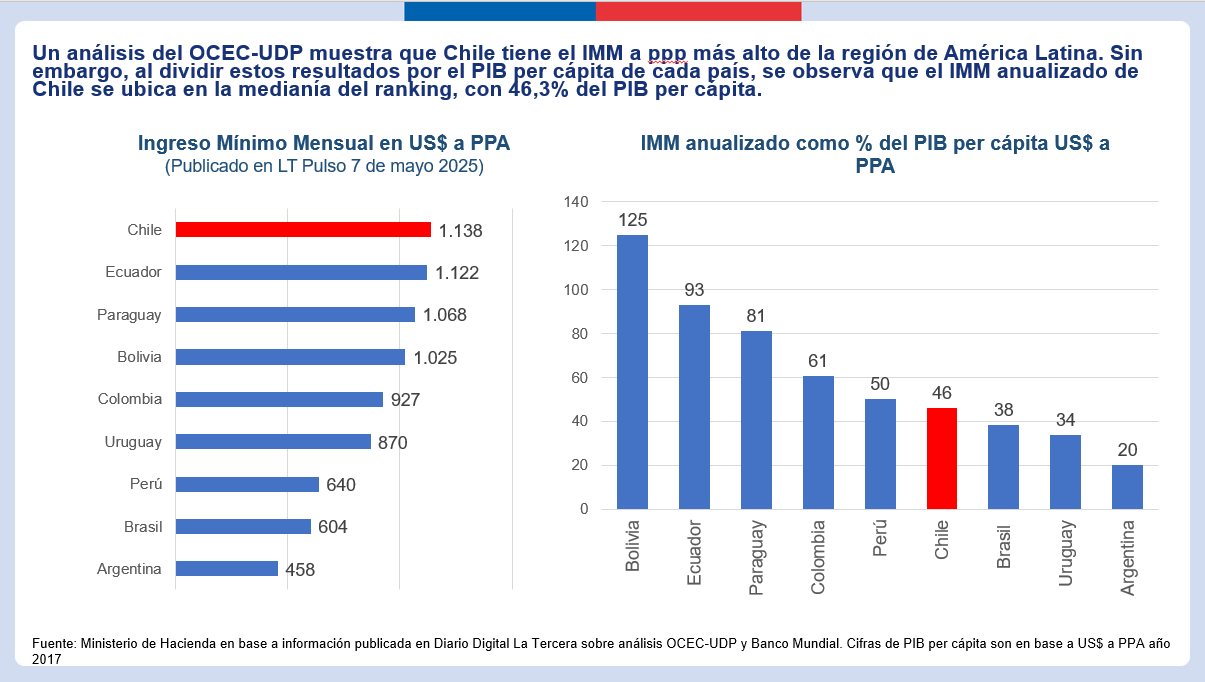 Un análisis del OCEC-UDP muestra que Chile tiene el IMM a ppp más alto de la región de América Latina. Sin
embargo, al dividir estos resultados por el PIB per cápita de cada país, se observa que el IMM anualizado de
Chile se ubica en la medianía del ranking, con 46,3% del PIB per cápita.
Ingreso Mínimo Mensual en US$ a PPA
(Publicado en LT Pulso 7 de mayo 2025)
Chile 1.138
Ecuador 1.122
Paraguay 1.068
Bolivia 1.025
Colombia 927
Uruguay 870
Perú 640
Brasil 604
Argentina 458
IMM anualizado como % del PIB per cápita US$ a
PPA
140
120
100
80
60
40
20
0
125
93
81
61
50
46
38
34
20
Bolivia
Ecuador
Paraguay
Colombia
Perú
Chile
Brasil
Uruguay
Argentina
Fuente: Ministerio de Hacienda en base a información publicada en Diario Digital La Tercera sobre análisis OCEC-UDP y Banco Mundial. Cifras de PIB per cápita son en base a US$ a PPA año
2017